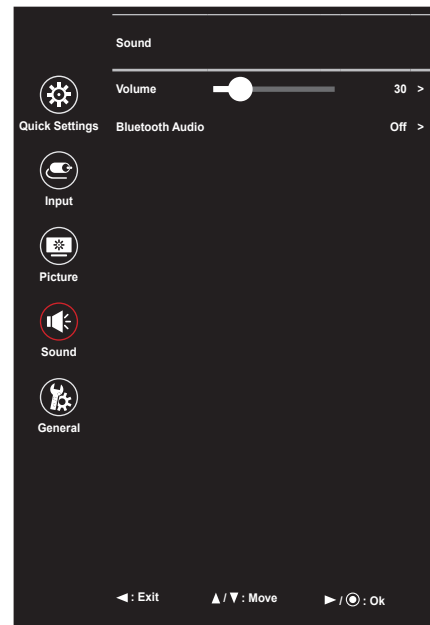 Sound
Volume 30 >
Bluetooth Audio Off >
Quick Settings
Input
Picture
Sound
General
◄ : Exit ▲ / ▼ : Move ► / ◉ : Ok